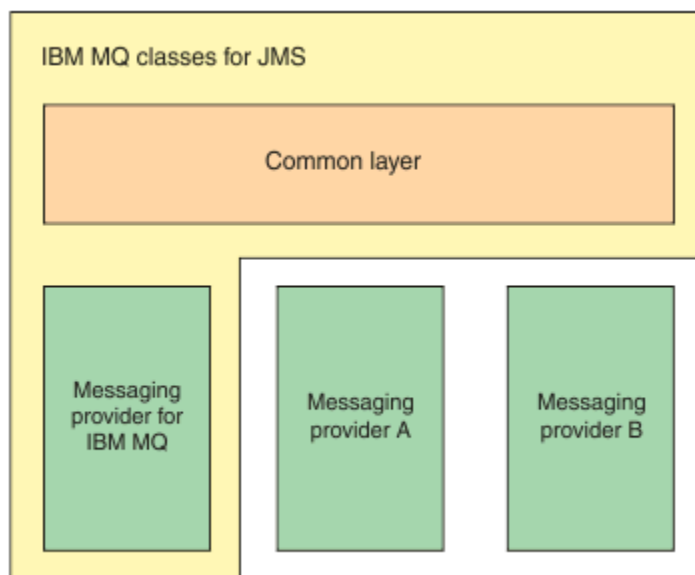 IBM MQ classes for JMS
Common layer
Messaging
provider for
IBM MQ
Messaging
provider A
Messaging
provider B